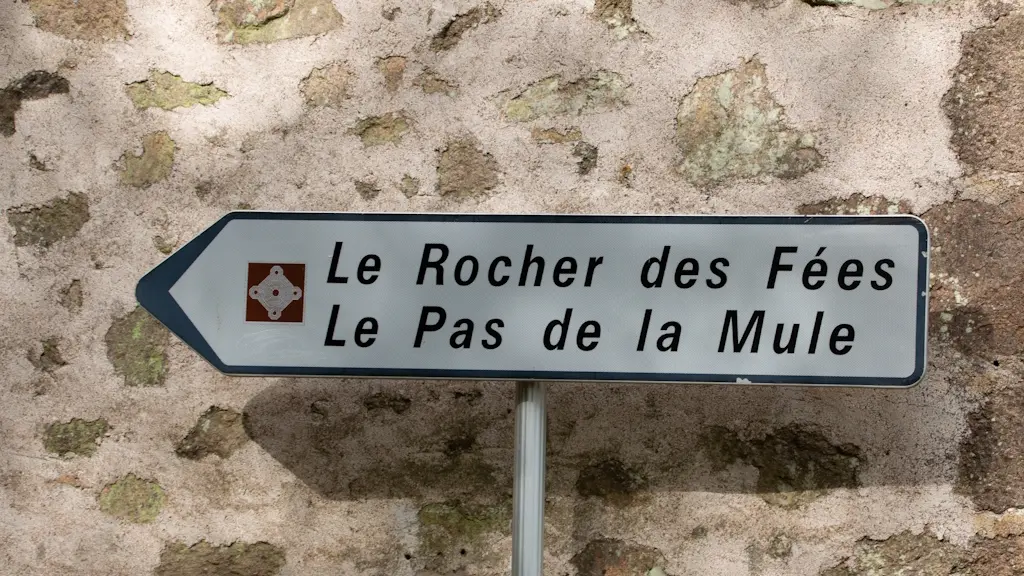 Le Rocher des Fées
Le Pas de la Mule